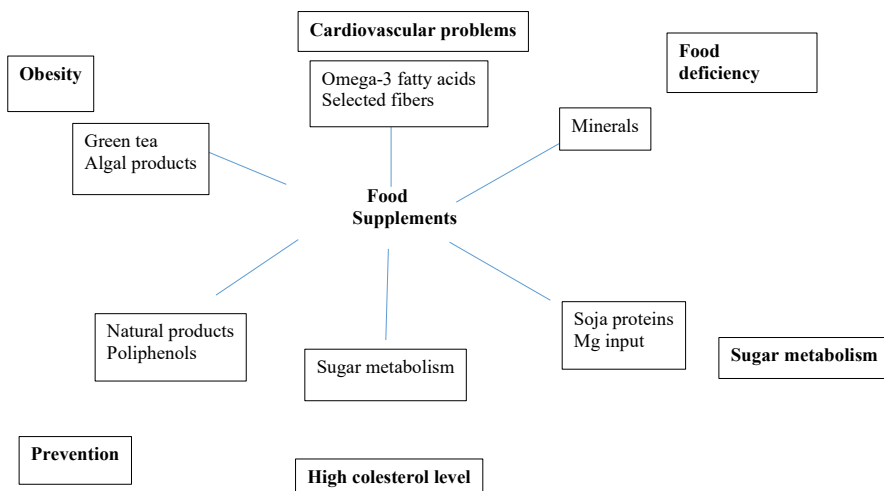 Cardiovascular problems
Food
deficiency
Obesity
Omega-3 fatty acids
Selected fibers
Minerals
Green tea
Algal products
Food
Supplements
Natural products
Poliphenols
Sugar metabolism
Soja proteins
Mg input
Sugar metabolism
Prevention
High colesterol level